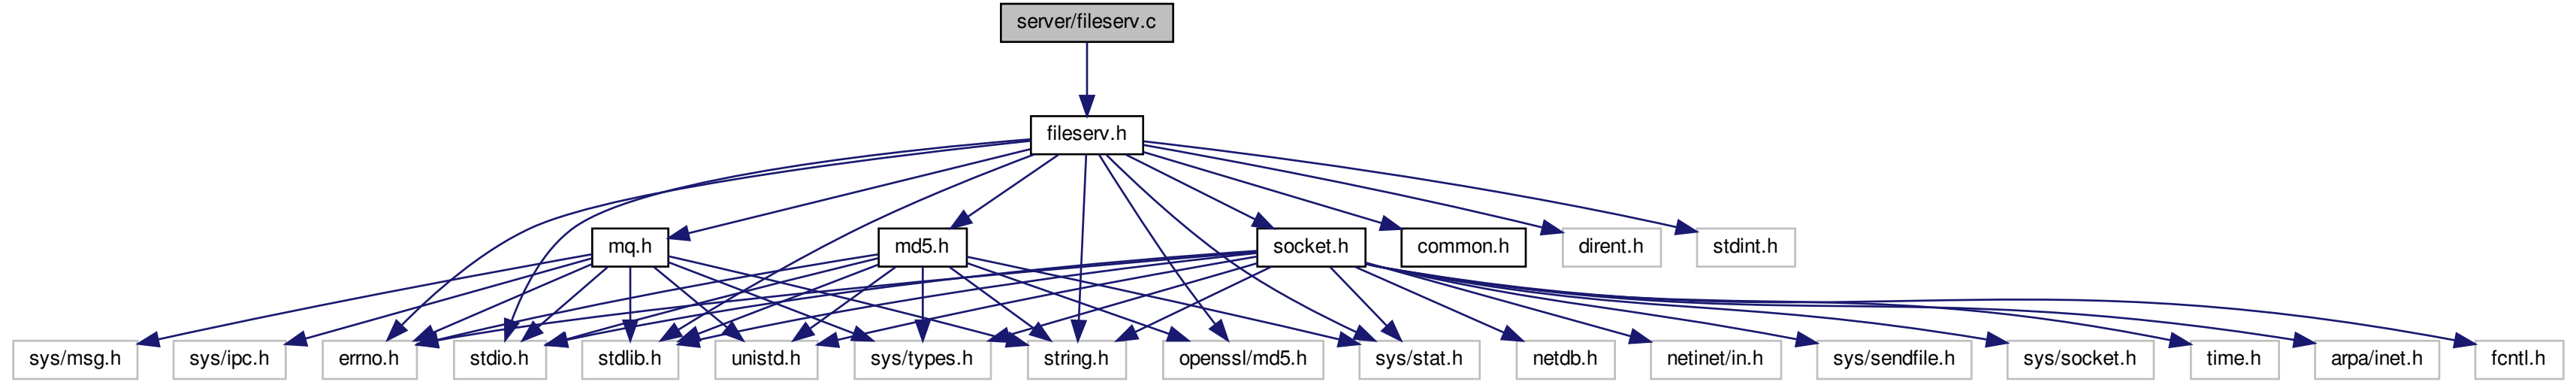 server/fileserv.c
fileserv.h
mq.h
md5.h
socket.h
common.h
dirent.h
stdint.h
sys/msg.h
sys/ipc.h
errno.h
stdio.h
stdlib.h
unistd.h
sys/types.h
string.h
openssl/md5.h
sys/stat.h
netdb.h
netinet/in.h
sys/sendfile.h
sys/socket.h
time.h
arpa/inet.h
fcntl.h